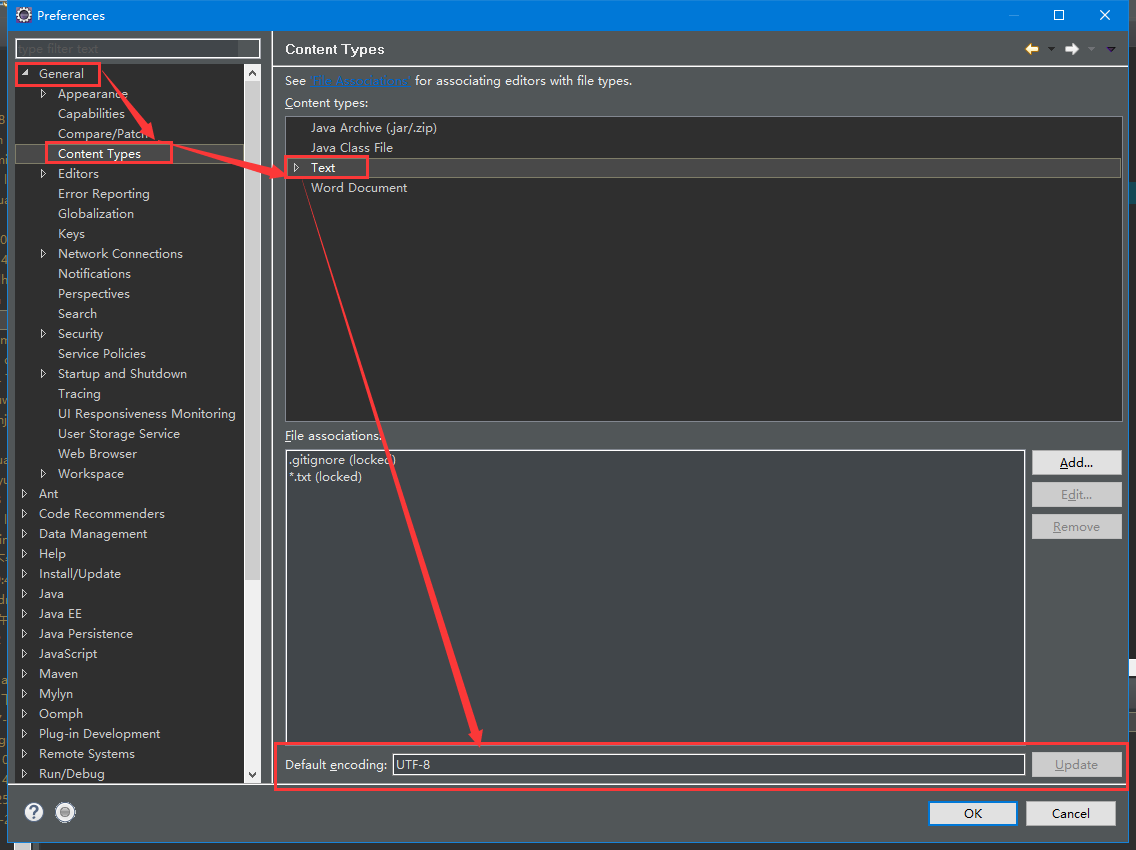 Preferences
type filter text
General
Appearance
Capabilities
Compare/Patch
Content Types
Editors
Error Reporting
Globalization
Keys
Network Connections
Notifications
Perspectives
Search
Security
Service Policies
Startup and Shutdown
Tracing
UI Responsiveness Monitoring
User Storage Service
Web Browser
Workspace
Ant
Code Recommenders
Data Management
Help
Install/Update
Java
Java EE
Java Persistence
JavaScript
Maven
Mylyn
Oomph
Plug-in Development
Remote Systems
Run/Debug
Content Types
See 'File Associations' for associating editors with file types.
Content types:
Java Archive (.jar/.zip)
Java Class File
Text
Word Document
File associations:
.gitignore (locked)
*.txt (locked)
Add...
Edit...
Remove
Default encoding: UTF-8 Update
OK Cancel